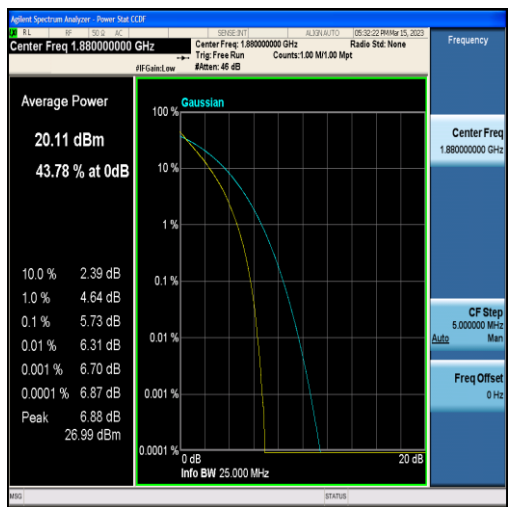 Agilent Spectrum Analyzer - Power Stat CCDF
RL RF 50 Ω AC SENSE:INT ALIGN AUTO 05:32:22 PM Mar 15, 2023
Center Freq 1.880000000 GHz
Center Freq: 1.880000000 GHz Radio Std: None
Trig: Free Run Counts:1.00 M/1.00 Mpt
#IFGain:Low #Atten: 46 dB
Frequency
Average Power
20.11 dBm
43.78 % at 0dB
10.0 % 2.39 dB
1.0 % 4.64 dB
0.1 % 5.73 dB
0.01 % 6.31 dB
0.001 % 6.70 dB
0.0001 % 6.87 dB
Peak 6.88 dB
26.99 dBm
Gaussian
100 %
10 %
1 %
0.1 %
0.01 %
0.001 %
0.0001 %
0 dB 20 dB
Info BW 25.000 MHz
Center Freq
1.880000000 GHz
CF Step
5.000000 MHz
Auto Man
Freq Offset
0 Hz
MSG STATUS